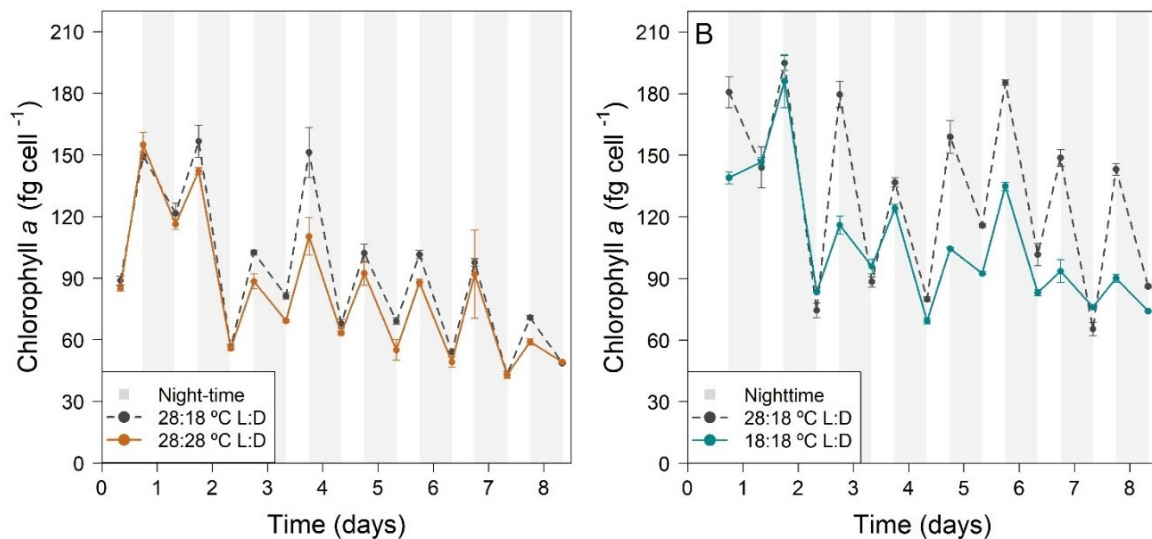 Chlorophyll a (fg cell -1)
210
180
150
120
90
60
30
0
Night-time
28:18 ºC L:D
28:28 ºC L:D
0 1 2 3 4 5 6 7 8
Time (days)
B
Chlorophyll a (fg cell -1)
210
180
150
120
90
60
30
0
Nighttime
28:18 ºC L:D
18:18 ºC L:D
0 1 2 3 4 5 6 7 8
Time (days)